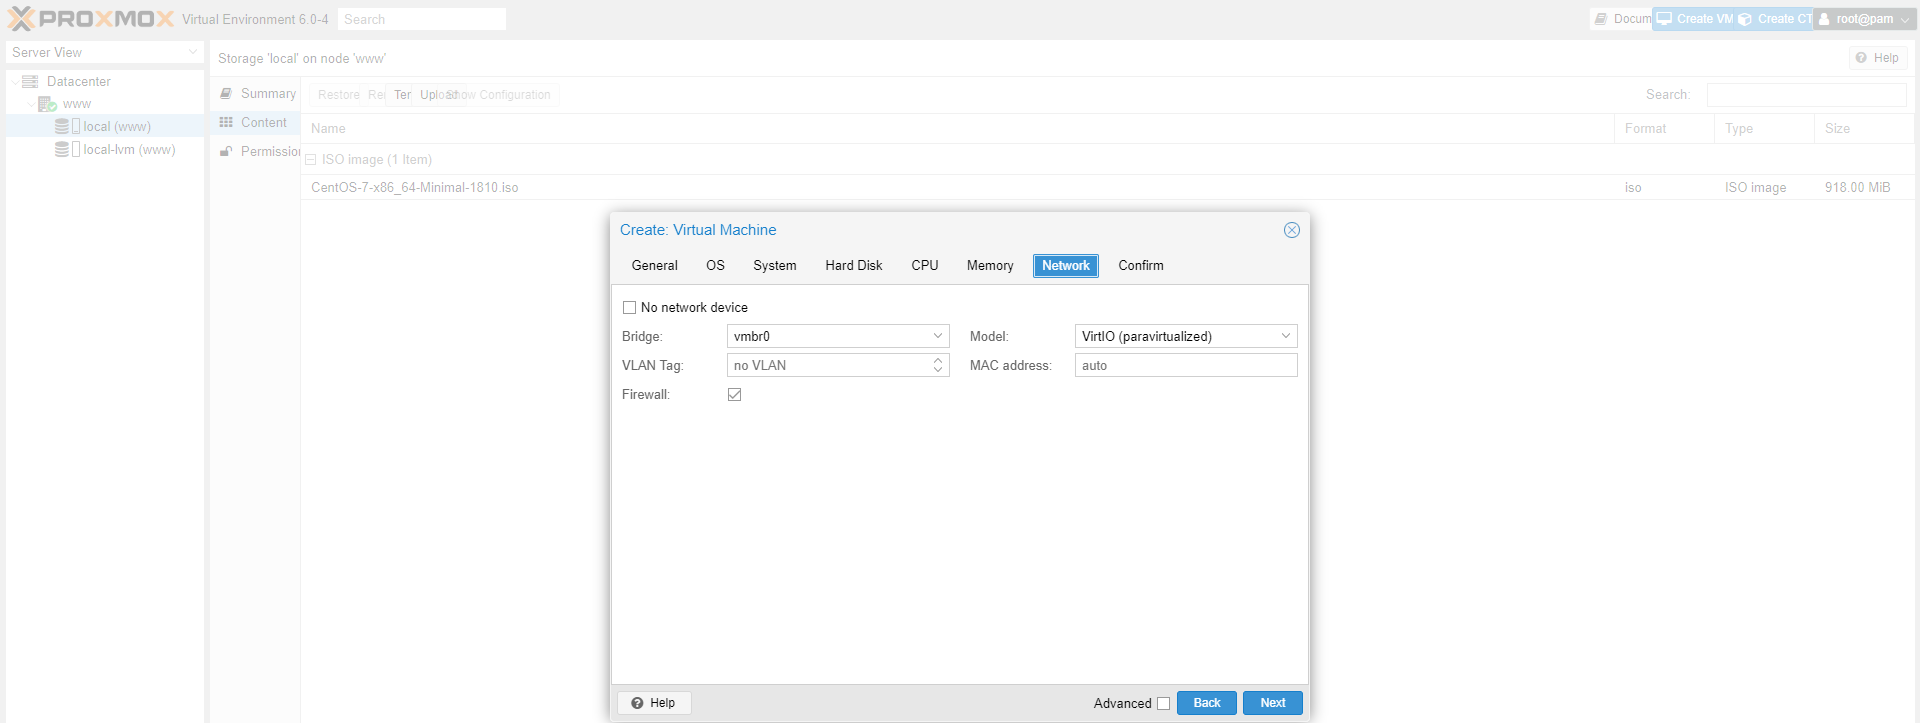 PROXMOX Virtual Environment 6.0-4 Search Docum Create VM Create CT root@pam
Server View
Storage 'local' on node 'www' Help
Datacenter
www
local (www)
local-lvm (www)
Summary
Content
Permission
Restore Re Ten Upload Show Configuration Search:
Name Format Type Size
ISO image (1 Item)
CentOS-7-x86_64-Minimal-1810.iso iso ISO image 918.00 MiB
Create: Virtual Machine
General OS System Hard Disk CPU Memory Network Confirm
No network device
Bridge: vmbr0 Model: VirtIO (paravirtualized)
VLAN Tag: no VLAN MAC address: auto
Firewall:
Help Advanced Back Next